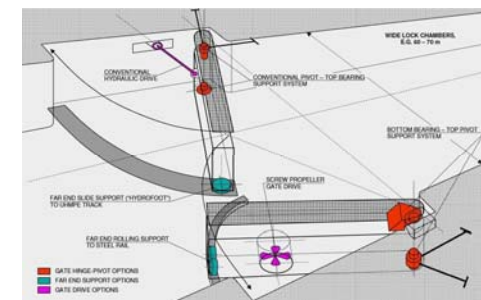 WIDE LOCK CHAMBERS,
E.G. 60 – 70 m
CONVENTIONAL
HYDRAULIC DRIVE
CONVENTIONAL PIVOT – TOP BEARING
SUPPORT SYSTEM
BOTTOM BEARING – TOP PIVOT
SUPPORT SYSTEM
SCREW PROPELLER
GATE DRIVE
FAR END SLIDE SUPPORT ("HYDROFOOT")
TO UHMPE TRACK
FAR END ROLLING SUPPORT
TO STEEL RAIL
GATE HINGE-PIVOT OPTIONS
FAR END SUPPORT OPTIONS
GATE DRIVE OPTIONS